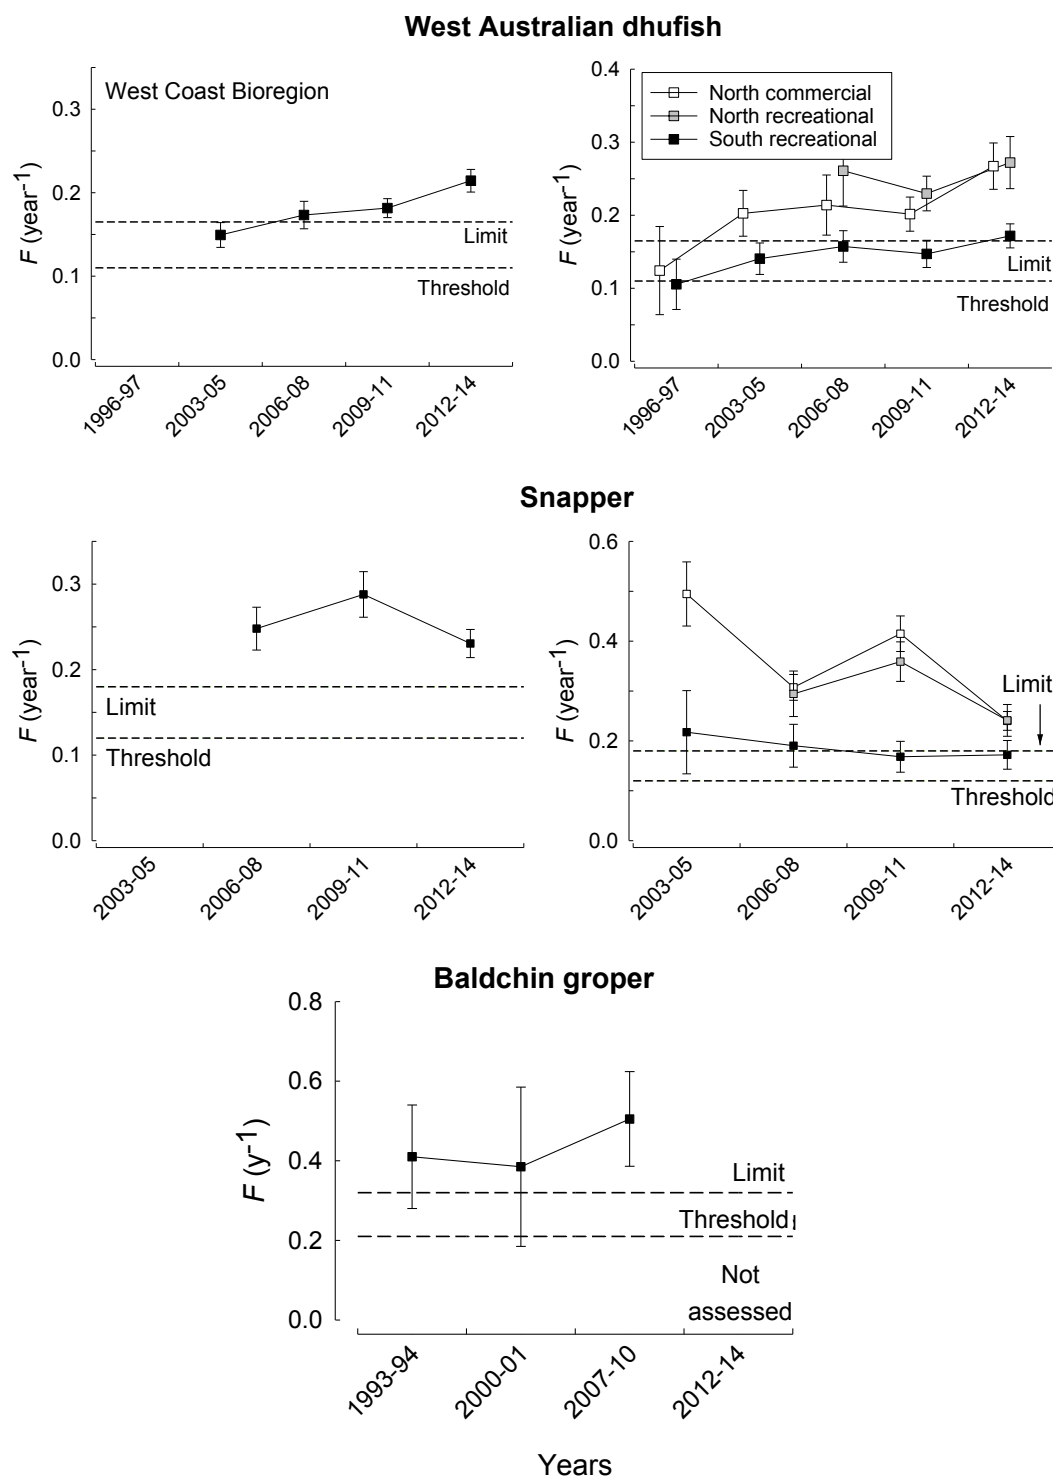 West Australian dhufish
West Coast Bioregion
F (year-1)
0.3
0.2
0.1
0.0
Limit
Threshold
1996-97
2003-05
2006-08
2009-11
2012-14
F (year-1)
0.4
0.3
0.2
0.1
0.0
North commercial
North recreational
South recreational
Limit
Threshold
1996-97
2003-05
2006-08
2009-11
2012-14
Snapper
F (year-1)
0.3
0.2
0.1
0.0
Limit
Threshold
2003-05
2006-08
2009-11
2012-14
F (year-1)
0.6
0.4
0.2
0.0
Limit
Threshold
2003-05
2006-08
2009-11
2012-14
Baldchin groper
F (y-1)
0.8
0.6
0.4
0.2
0.0
Limit
Threshold
Not
assessed
1993-94
2000-01
2007-10
2012-14
Years